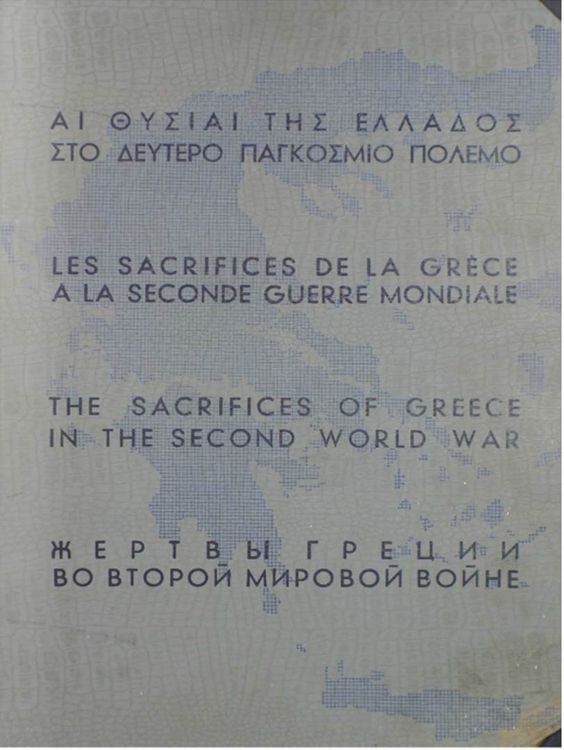 ΑΙ ΘΥΣΙΑΙ ΤΗΣ ΕΛΛΑΔΟΣ
ΣΤΟ ΔΕΥΤΕΡΟ ΠΑΓΚΟΣΜΙΟ ΠΟΛΕΜΟ
LES SACRIFICES DE LA GRÈCE
A LA SECONDE GUERRE MONDIALE
THE SACRIFICES OF GREECE
IN THE SECOND WORLD WAR
ЖЕРТВЫ ГРЕЦИИ
ВО ВТОРОЙ МИРОВОЙ ВОЙНЕ